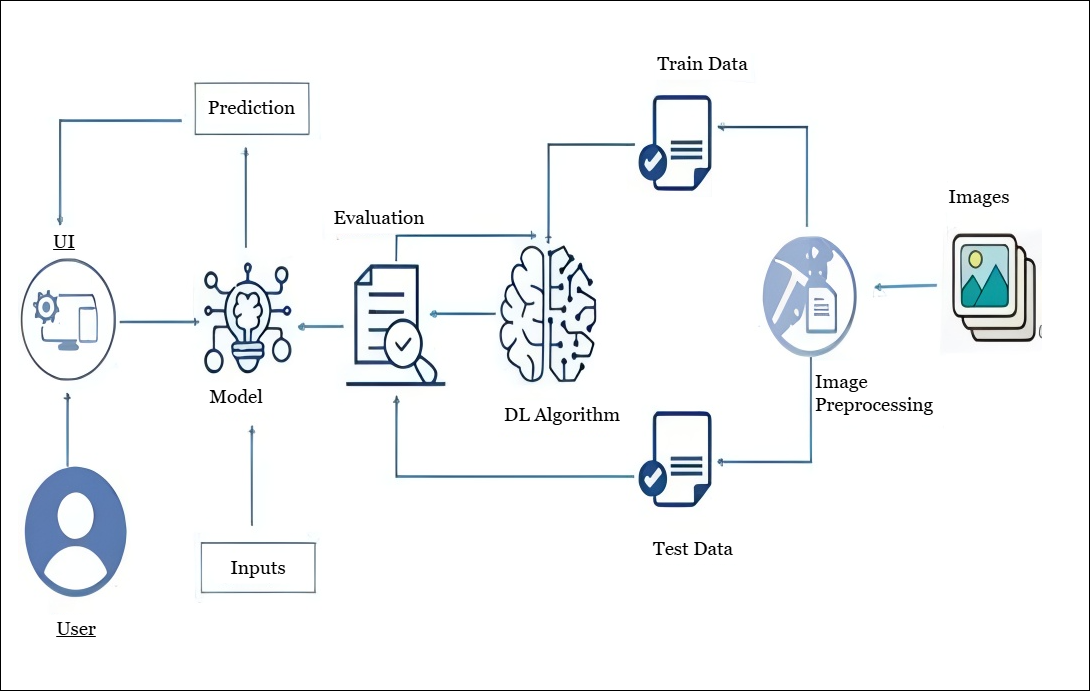 Train Data
Prediction
Images
Evaluation
UI
Image
Preprocessing
Model
DL Algorithm
Test Data
Inputs
User